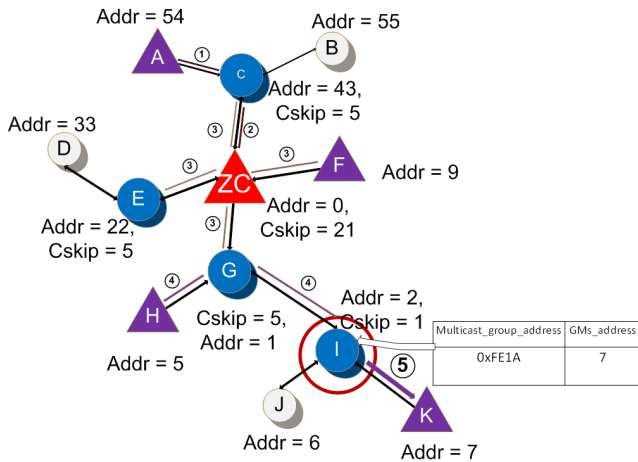 Addr = 54
Addr = 55
A
①
B
C
Addr = 43,
Cskip = 5
Addr = 33
D
③
②
③
③
F
Addr = 9
E
ZC
Addr = 0,
Cskip = 21
Addr = 22,
Cskip = 5
③
G
④
④
H
Cskip = 5,
Addr = 1
Addr = 2,
Cskip = 1
Addr = 5
I
⑤
Multicast_group_address GMs_address
0xFE1A 7
J
K
Addr = 6
Addr = 7